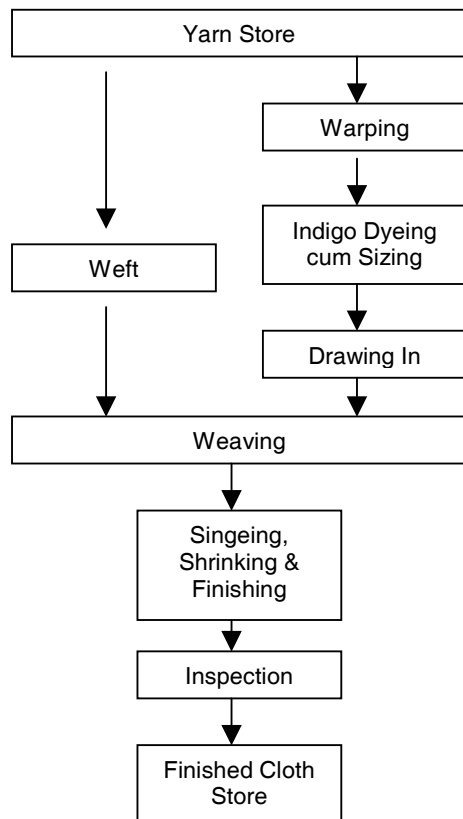 Yarn Store
Warping
Indigo Dyeing
cum Sizing
Weft
Drawing In
Weaving
Singeing,
Shrinking &
Finishing
Inspection
Finished Cloth
Store